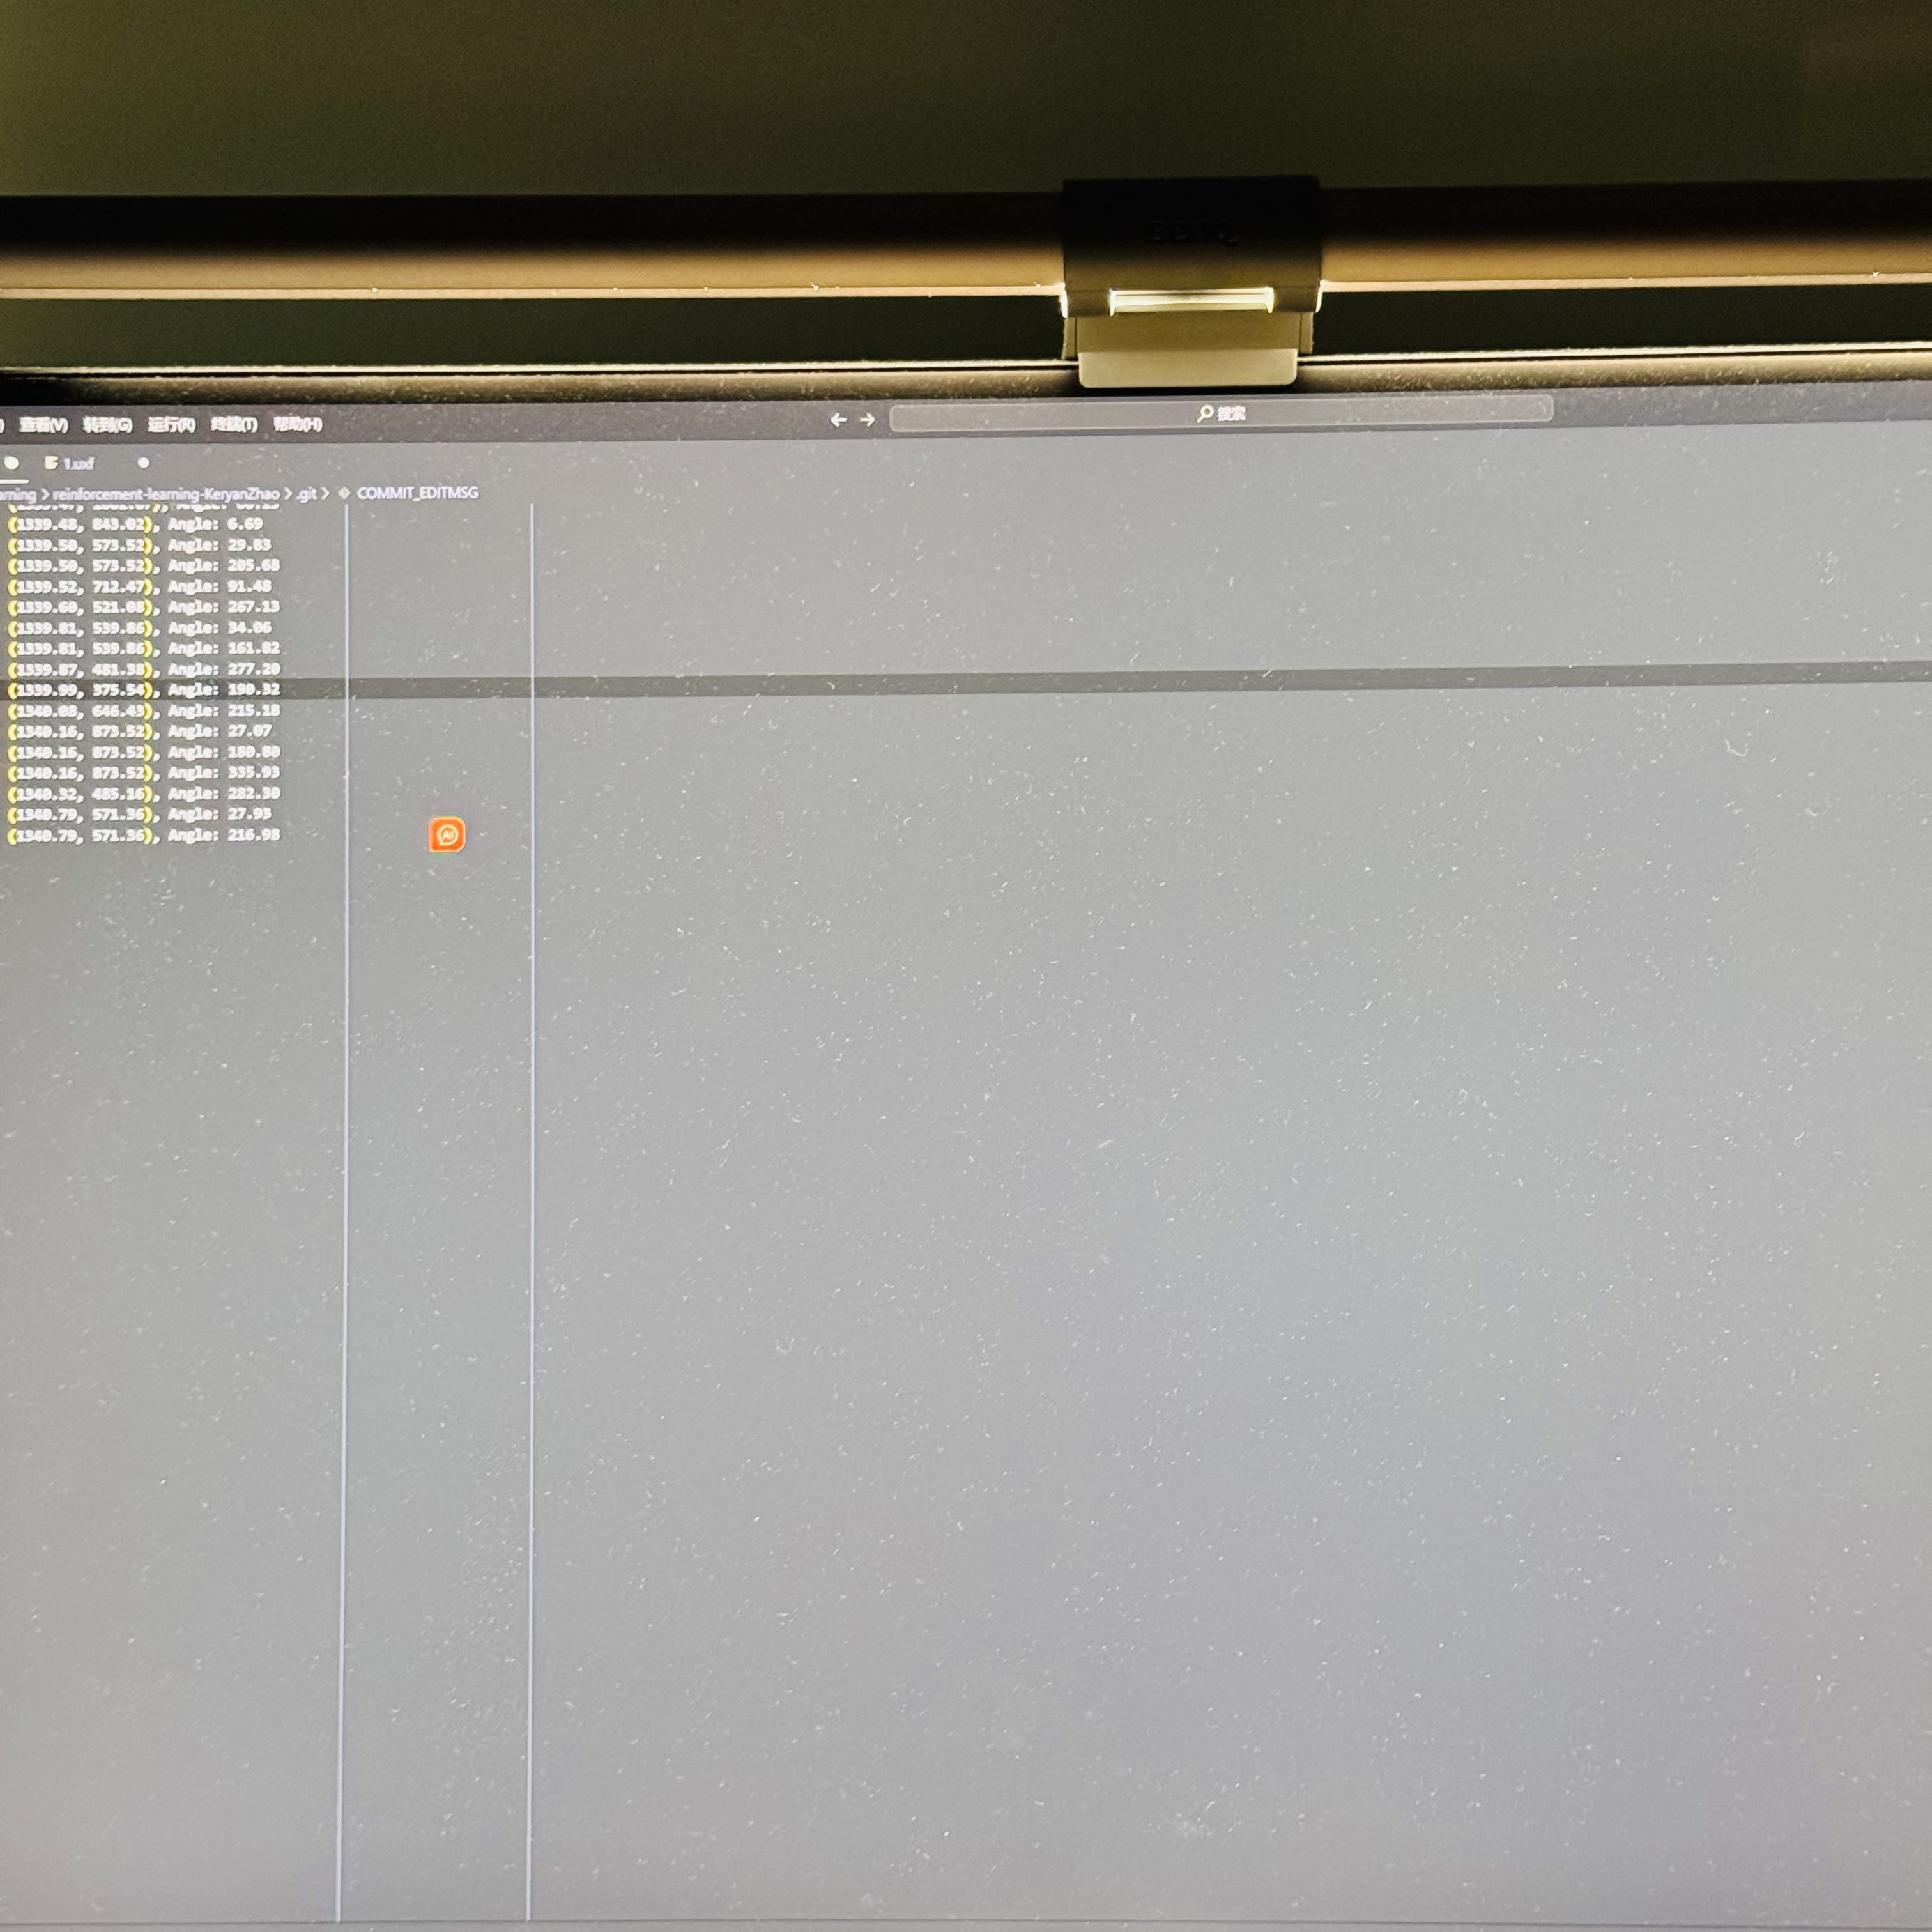 BenQ
查看(V) 转到(G) 运行(R) 终端(T) 帮助(H)
搜索
1.uxf
arning > reinforcement-learning-KeryanZhao > .git > COMMIT_EDITMSG
(1339.48, 843.02), Angle: 6.69
(1339.50, 573.52), Angle: 29.83
(1339.50, 573.52), Angle: 205.68
(1339.52, 712.47), Angle: 91.48
(1339.60, 521.08), Angle: 267.13
(1339.81, 539.86), Angle: 34.06
(1339.81, 539.86), Angle: 161.82
(1339.87, 481.38), Angle: 277.20
(1339.99, 375.54), Angle: 190.32
(1340.08, 646.43), Angle: 215.18
(1340.16, 873.52), Angle: 27.07
(1340.16, 873.52), Angle: 180.80
(1340.16, 873.52), Angle: 335.93
(1340.32, 485.16), Angle: 282.30
(1340.79, 571.36), Angle: 27.93
(1340.79, 571.36), Angle: 216.98
AI